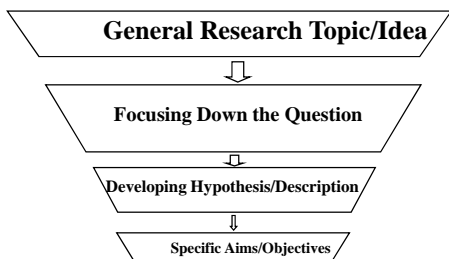 General Research Topic/Idea
Focusing Down the Question
Developing Hypothesis/Description
Specific Aims/Objectives